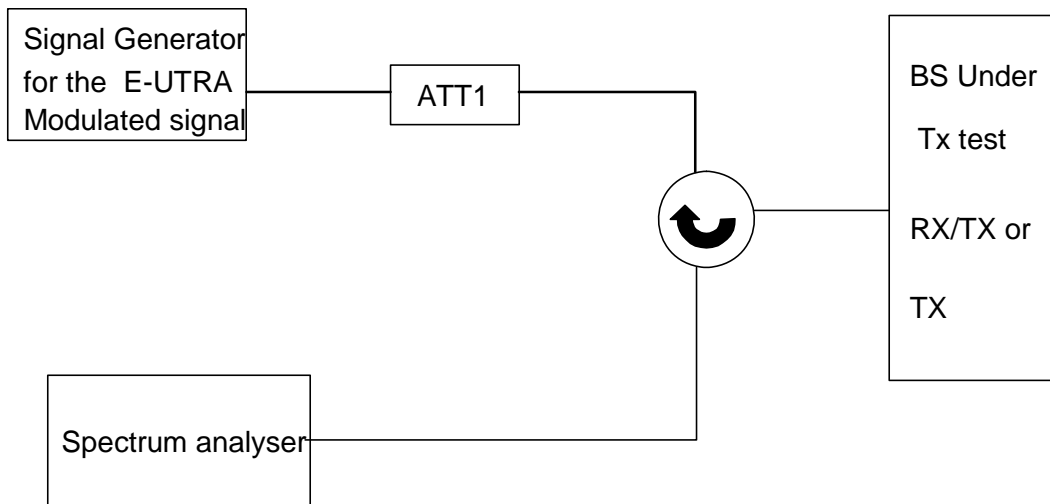 Signal Generator
for the E-UTRA
Modulated signal
ATT1
BS Under
Tx test
RX/TX or
TX
Spectrum analyser